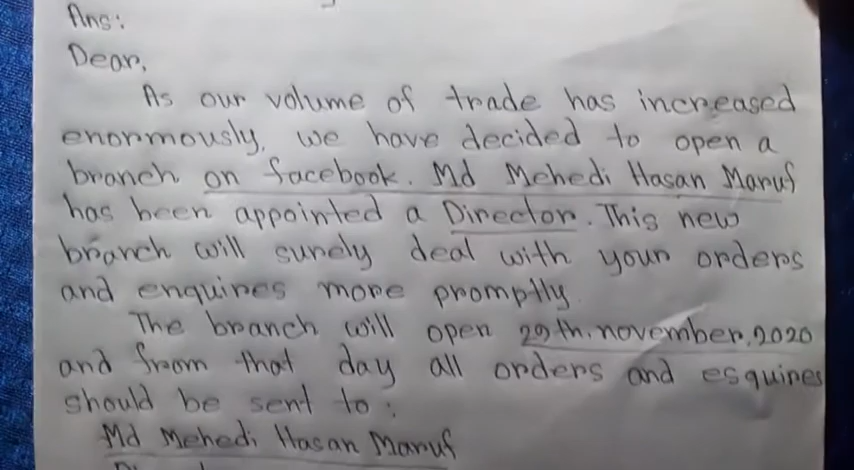 Ans:
Dear,
As our volume of trade has increased
enormously, we have decided to open a
branch on facebook. Md Mehedi Hasan Maruf
has been appointed a Director. This new
branch will surely deal with your orders
and enquires more promptly.
The branch will open 29th, november, 2020
and from that day all orders and esquires
should be sent to:
Md Mehedi Hasan Maruf